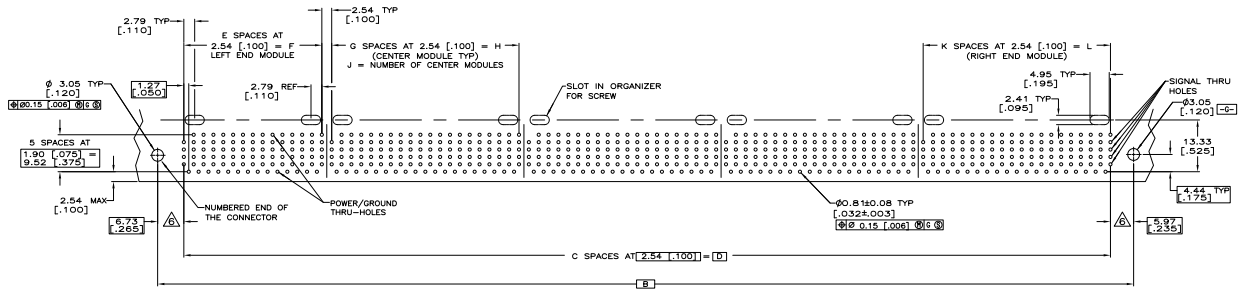 2.79 TYP
[.110]
E SPACES AT
2.54 [.100] = F
LEFT END MODULE
2.54 TYP
[.100]
G SPACES AT 2.54 [.100] = H
(CENTER MODULE TYP)
J = NUMBER OF CENTER MODULES
K SPACES AT 2.54 [.100] = L
(RIGHT END MODULE)
Ø 3.05 TYP
[.120]
⌖ Ø0.15 [.006] Ⓜ G Ⓢ
1.27
[.050]
2.79 REF
[.110]
SLOT IN ORGANIZER
FOR SCREW
4.95 TYP
[.195]
2.41 TYP
[.095]
SIGNAL THRU
HOLES
Ø3.05
[.120] -G-
5 SPACES AT
1.90 [.075] =
9.52 [.375]
13.33
[.525]
2.54 MAX
[.100]
NUMBERED END OF
THE CONNECTOR
POWER/GROUND
THRU-HOLES
Ø0.81±0.08 TYP
[.032±.003]
⌖ Ø 0.15 [.006] Ⓜ G Ⓢ
4.44 TYP
[.175]
6.73
[.265]
6
6
5.97
[.235]
C SPACES AT 2.54 [.100] = D
B